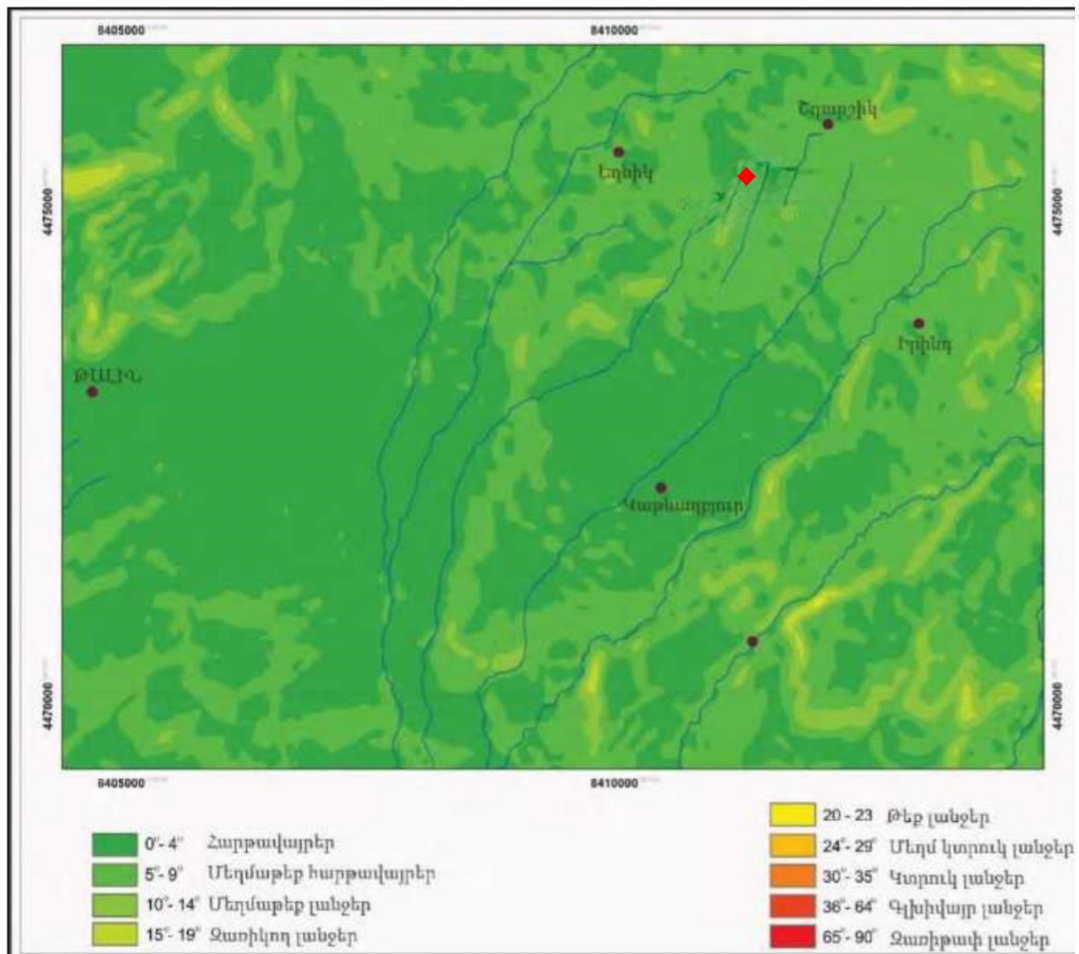 8405000
8410000
Շղարշիկ
Եղնիկ
4475000
4475000
Իրինդ
ԹԱԼԻՆ
Կաթնաղբյուր
4470000
4470000
8405000
8410000
0°- 4° Հարթավայրեր
5°- 9° Մեղմաթեք հարթավայրեր
10°- 14° Մեղմաթեք լանջեր
15°- 19° Զառիկող լանջեր
20 - 23 Թեք լանջեր
24°- 29° Մեղմ կտրուկ լանջեր
30°- 35° Կտրուկ լանջեր
36°- 64° Գլխիվայր լանջեր
65°- 90° Զառիթափ լանջեր